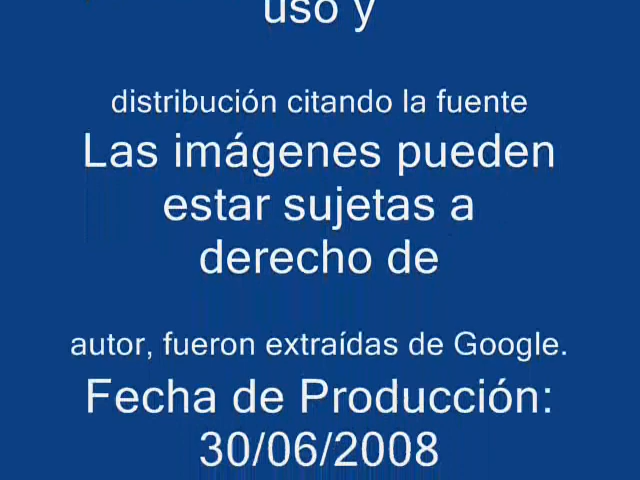 uso y
distribución citando la fuente
Las imágenes pueden
estar sujetas a
derecho de
autor, fueron extraídas de Google.
Fecha de Producción:
30/06/2008